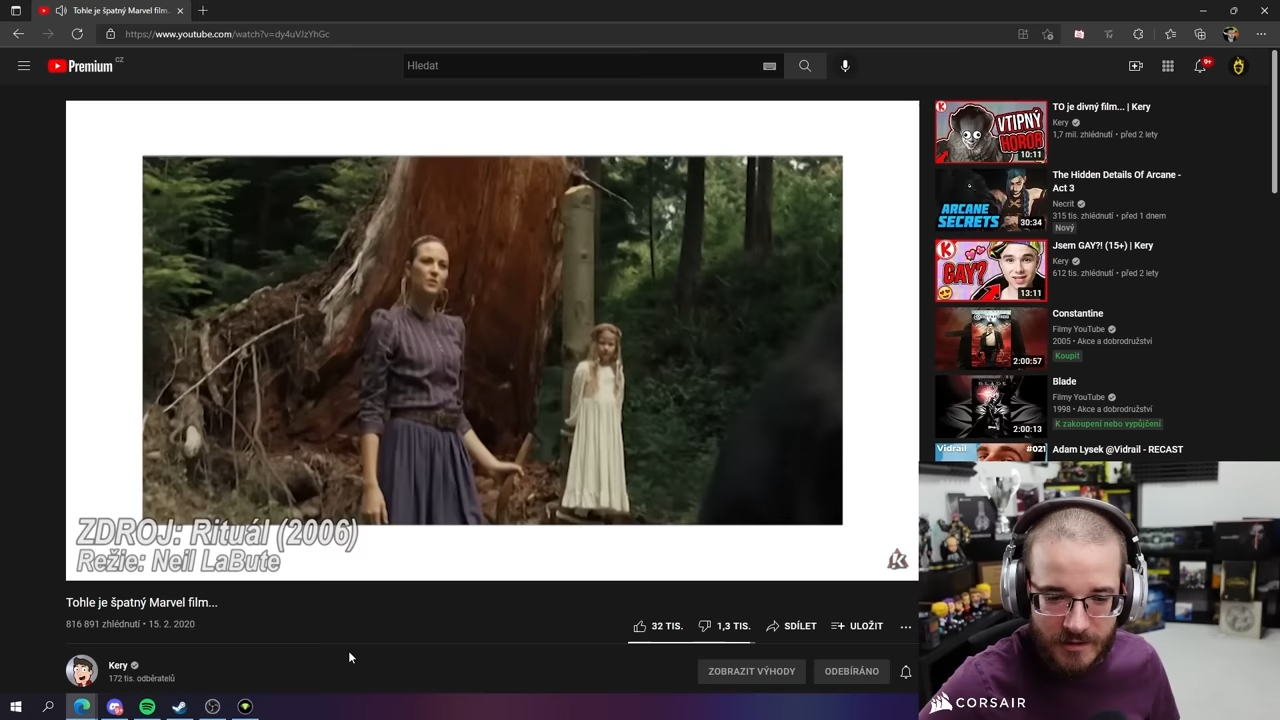 Tohle je špatný Marvel film
https://www.youtube.com/watch?v=dy4uVJzYhGc
Premium CZ
Hledat
9+
ZDROJ: Rituál (2006)
Režie: Neil LaBute
Tohle je špatný Marvel film...
816 891 zhlédnutí • 15. 2. 2020
32 TIS.
1,3 TIS.
SDÍLET
ULOŽIT
Kery
172 tis. odběratelů
ZOBRAZIT VÝHODY
ODEBÍRÁNO
VTIPNÝ
HOROR
10:11
TO je divný film... | Kery
Kery
1,7 mil. zhlédnutí • před 2 lety
ARCANE
SECRETS
30:34
The Hidden Details Of Arcane -
Act 3
Necrit
315 tis. zhlédnutí • před 1 dnem
Nový
GAY?
13:11
Jsem GAY?! (15+) | Kery
Kery
612 tis. zhlédnutí • před 2 lety
2:00:57
Constantine
Filmy YouTube
2005 • Akce a dobrodružství
Koupit
2:00:13
Blade
Filmy YouTube
1998 • Akce a dobrodružství
K zakoupení nebo vypůjčení
Vidrail
#021
Adam Lysek @Vidrail - RECAST
CORSAIR